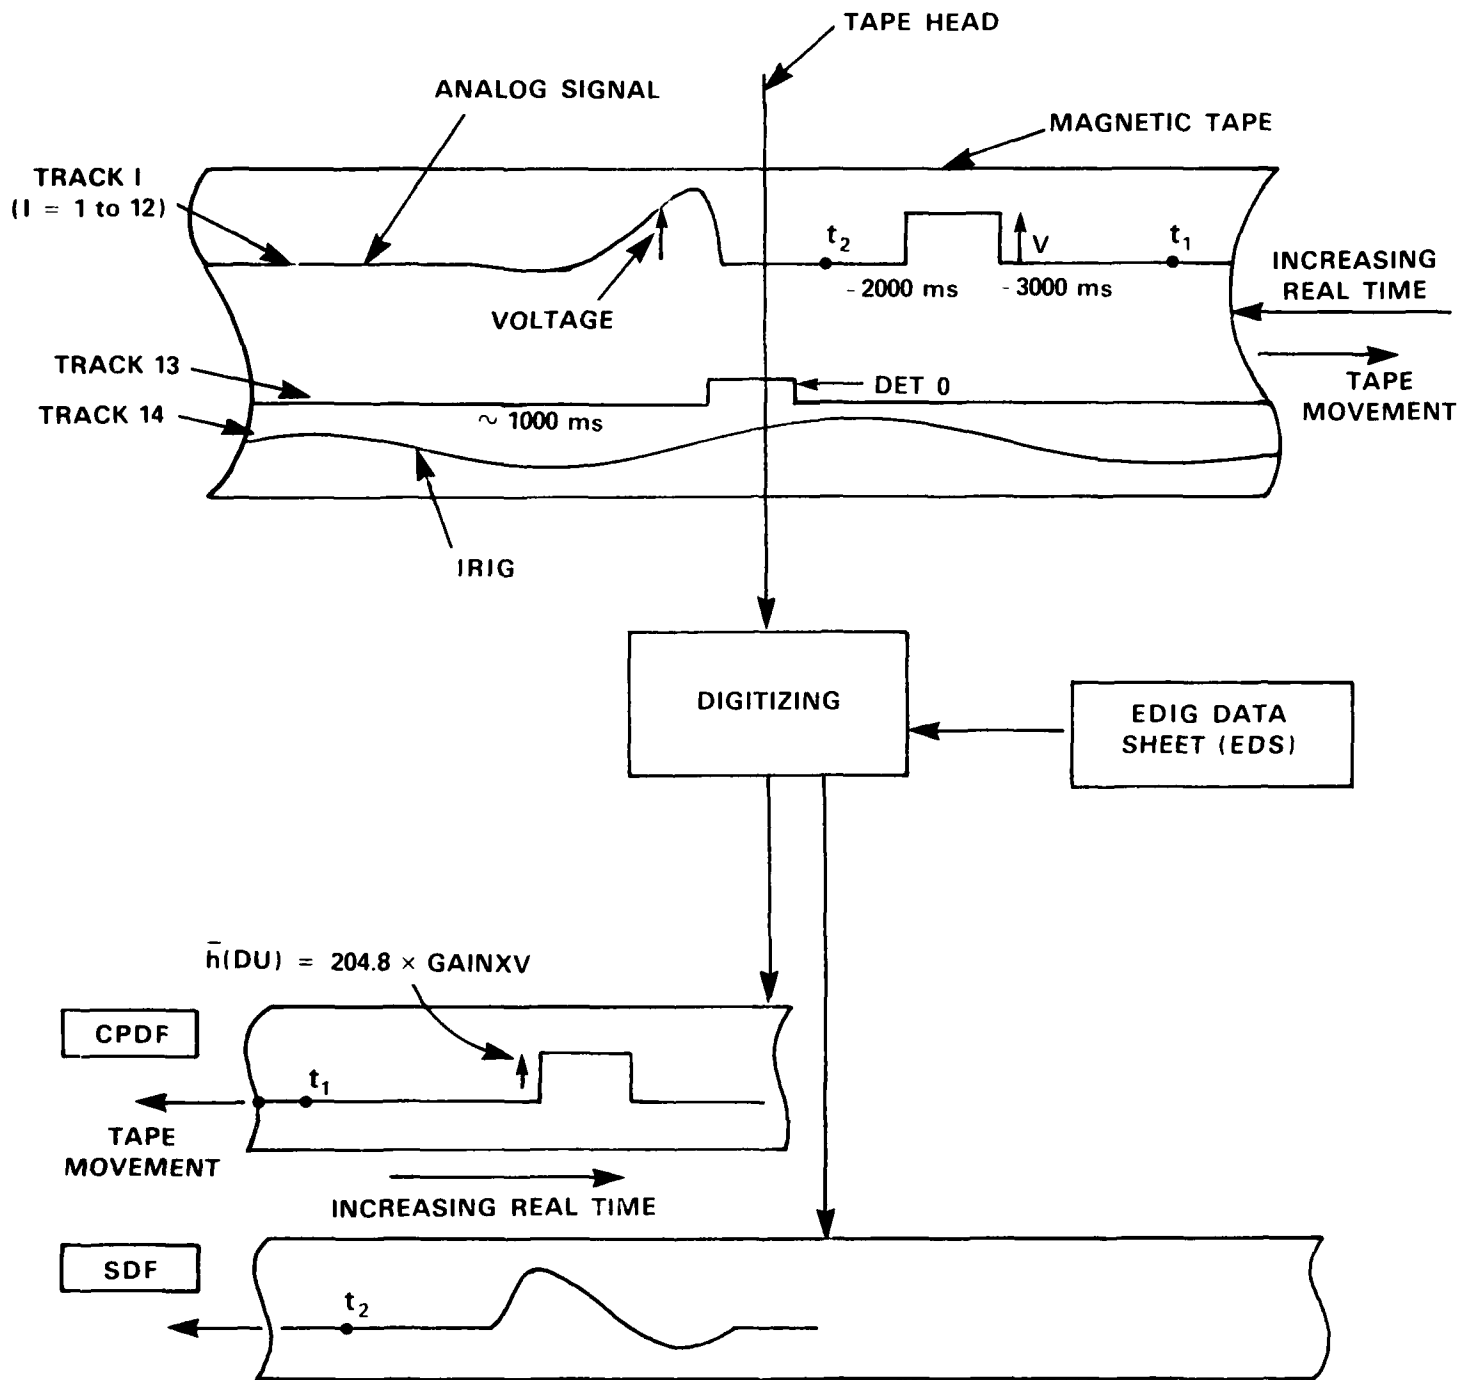 TAPE HEAD
ANALOG SIGNAL
MAGNETIC TAPE
TRACK I
(I = 1 to 12)
t2
V
t1
-2000 ms
-3000 ms
INCREASING
REAL TIME
VOLTAGE
TRACK 13
DET 0
TAPE
MOVEMENT
TRACK 14
~ 1000 ms
IRIG
DIGITIZING
EDIG DATA
SHEET (EDS)
h̄(DU) = 204.8 × GAINXV
CPDF
t1
TAPE
MOVEMENT
INCREASING REAL TIME
SDF
t2